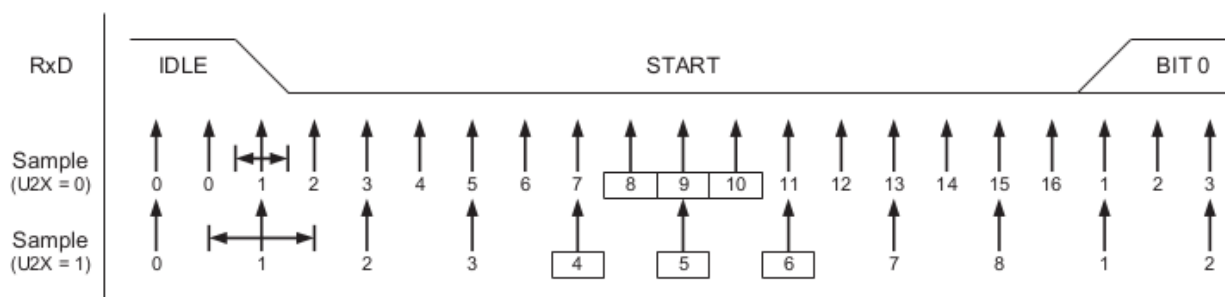 RxD IDLE START BIT 0
Sample
(U2X = 0)
0 0 1 2 3 4 5 6 7 8 9 10 11 12 13 14 15 16 1 2 3
Sample
(U2X = 1)
0 1 2 3 4 5 6 7 8 1 2